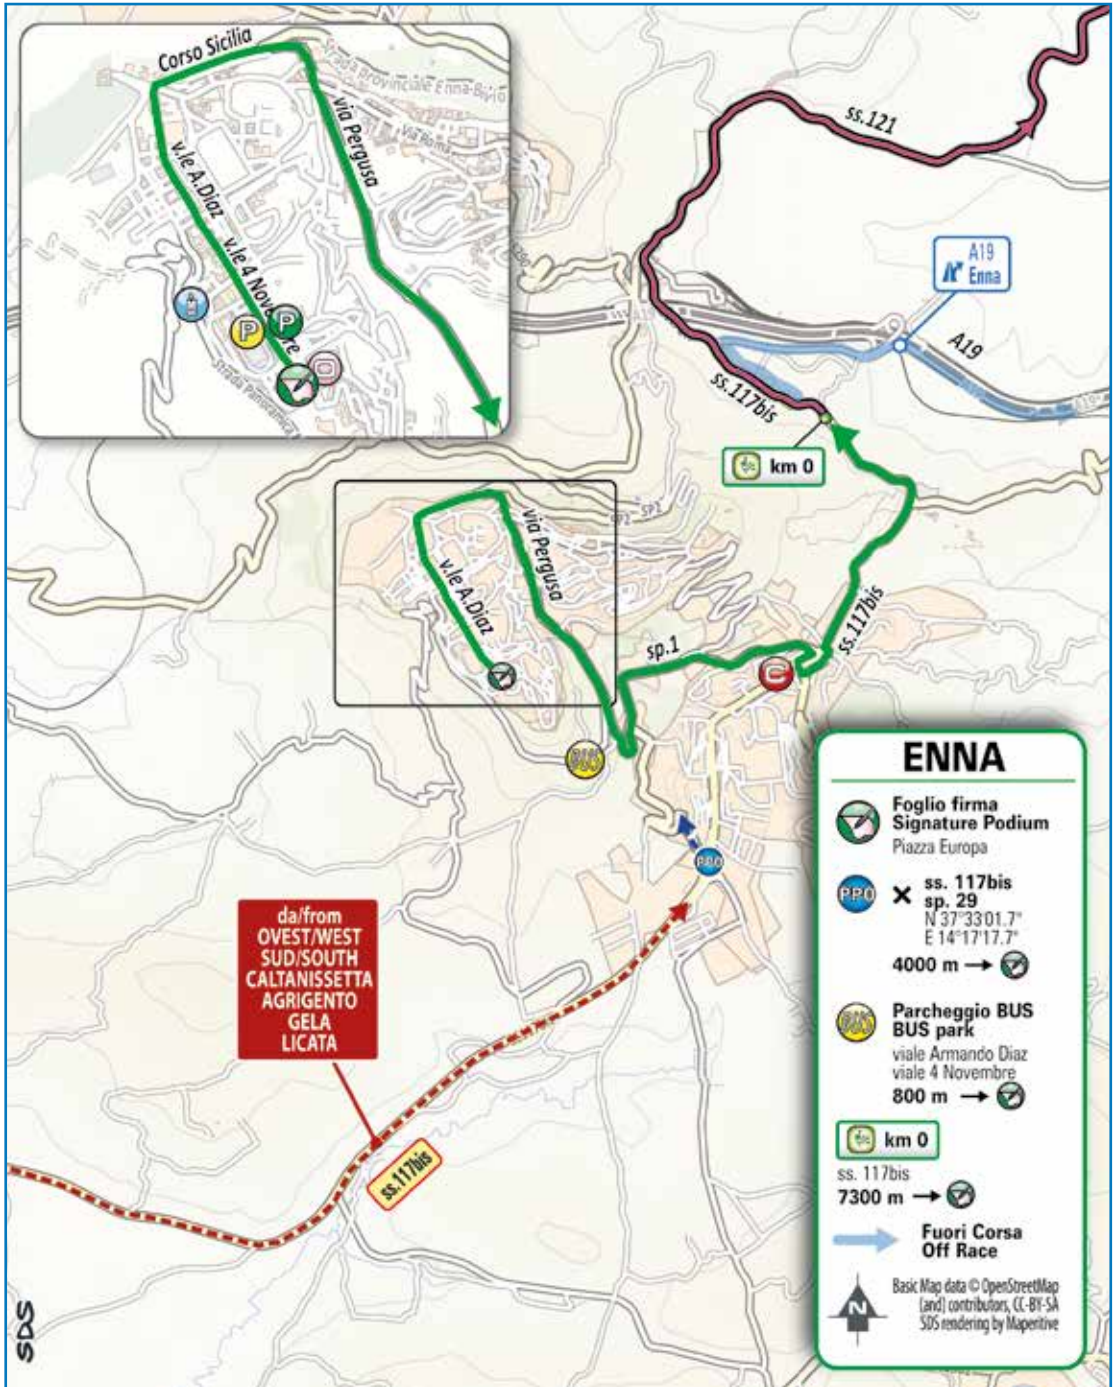 Corso Sicilia
Strada provinciale Enna-Bivio
Via Roma
via Pergusa
v.le A.Diaz
v.le 4 Novembre
P
P
Strada Panoramica
ss.121
A19
Enna
A19
ss.117bis
km 0
SP2
SP2
via Pergusa
v.le A.Diaz
sp.1
ss.117bis
C
BUS
PPO
da/from
OVEST/WEST
SUD/SOUTH
CALTANISSETTA
AGRIGENTO
GELA
LICATA
ss.117bis
SDS
ENNA
Foglio firma
Signature Podium
Piazza Europa
PPO
ss. 117bis
sp. 29
N 37°33'01.7"
E 14°17'17.7"
4000 m
BUS
Parcheggio BUS
BUS park
viale Armando Diaz
viale 4 Novembre
800 m
km 0
ss. 117bis
7300 m
Fuori Corsa
Off Race
N
Basic Map data © OpenStreetMap
(and) contributors, CC-BY-SA
SDS rendering by Maperitive